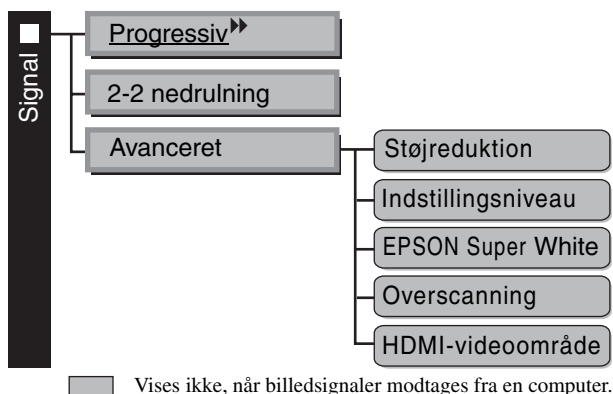 Signal
Progressiv
2-2 nedrulning
Avanceret
Støjreduktion
Indstillingsniveau
EPSON Super White
Overscanning
HDMI-videoområde
Vises ikke, når billedsignaler modtages fra en computer.